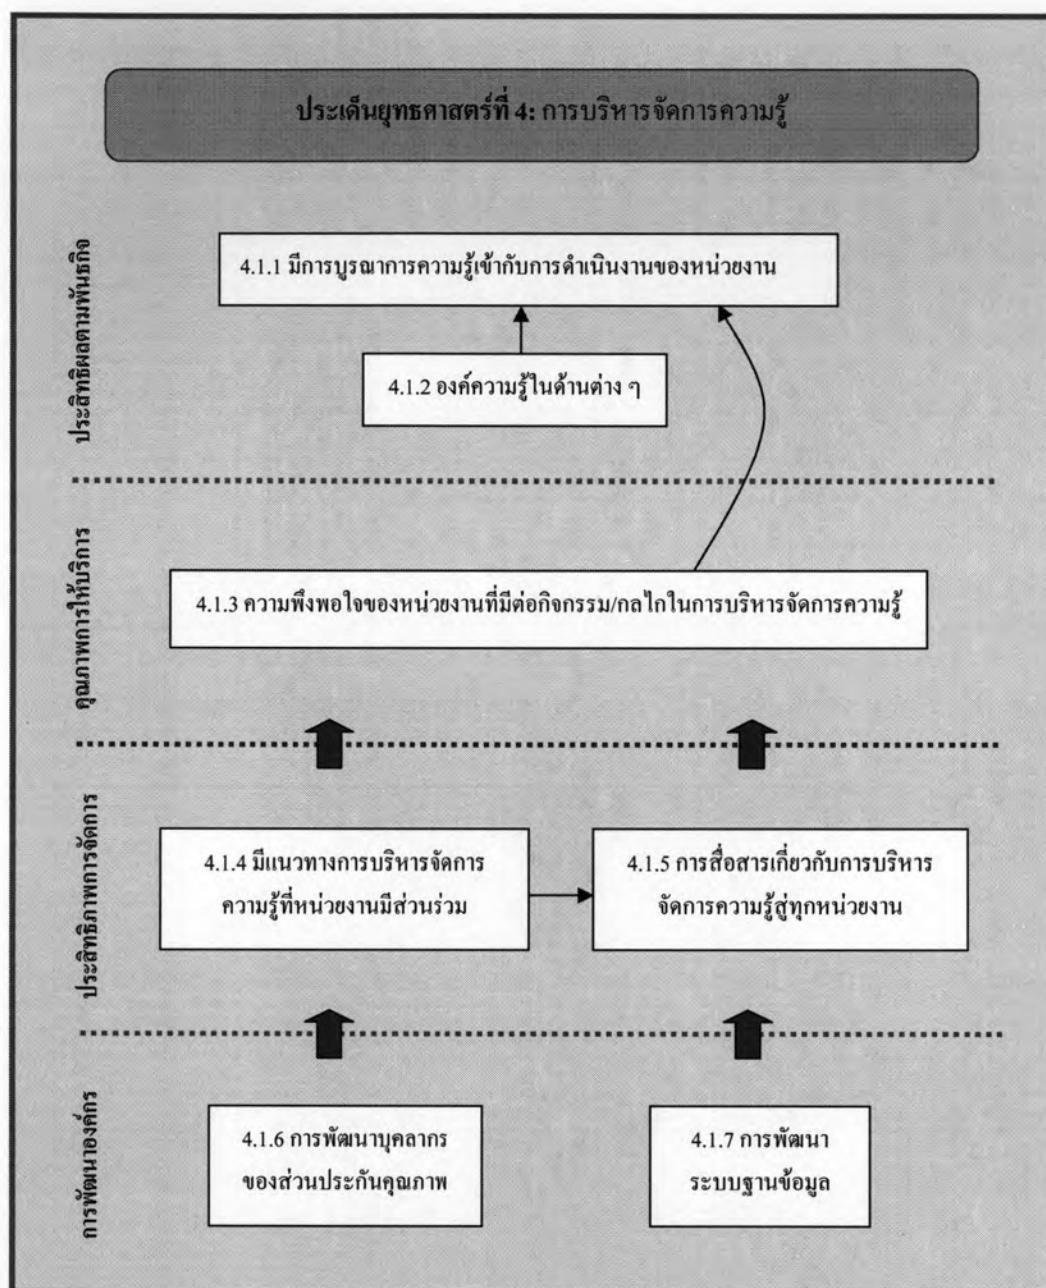 ประเด็นยุทธศาสตร์ที่ 4: การบริหารจัดการความรู้
ประสิทธิผลตามพันธกิจ
4.1.1 มีการบูรณาการความรู้เข้ากับการดำเนินงานของหน่วยงาน
4.1.2 องค์ความรู้ในด้านต่าง ๆ
คุณภาพการให้บริการ
4.1.3 ความพึงพอใจของหน่วยงานที่มีต่อกิจกรรม/กลไกในการบริหารจัดการความรู้
ประสิทธิภาพการจัดการ
4.1.4 มีแนวทางการบริหารจัดการ
ความรู้ที่หน่วยงานมีส่วนร่วม
4.1.5 การสื่อสารเกี่ยวกับการบริหาร
จัดการความรู้สู่ทุกหน่วยงาน
การพัฒนาองค์กร
4.1.6 การพัฒนาบุคลากร
ของส่วนประกันคุณภาพ
4.1.7 การพัฒนา
ระบบฐานข้อมูล